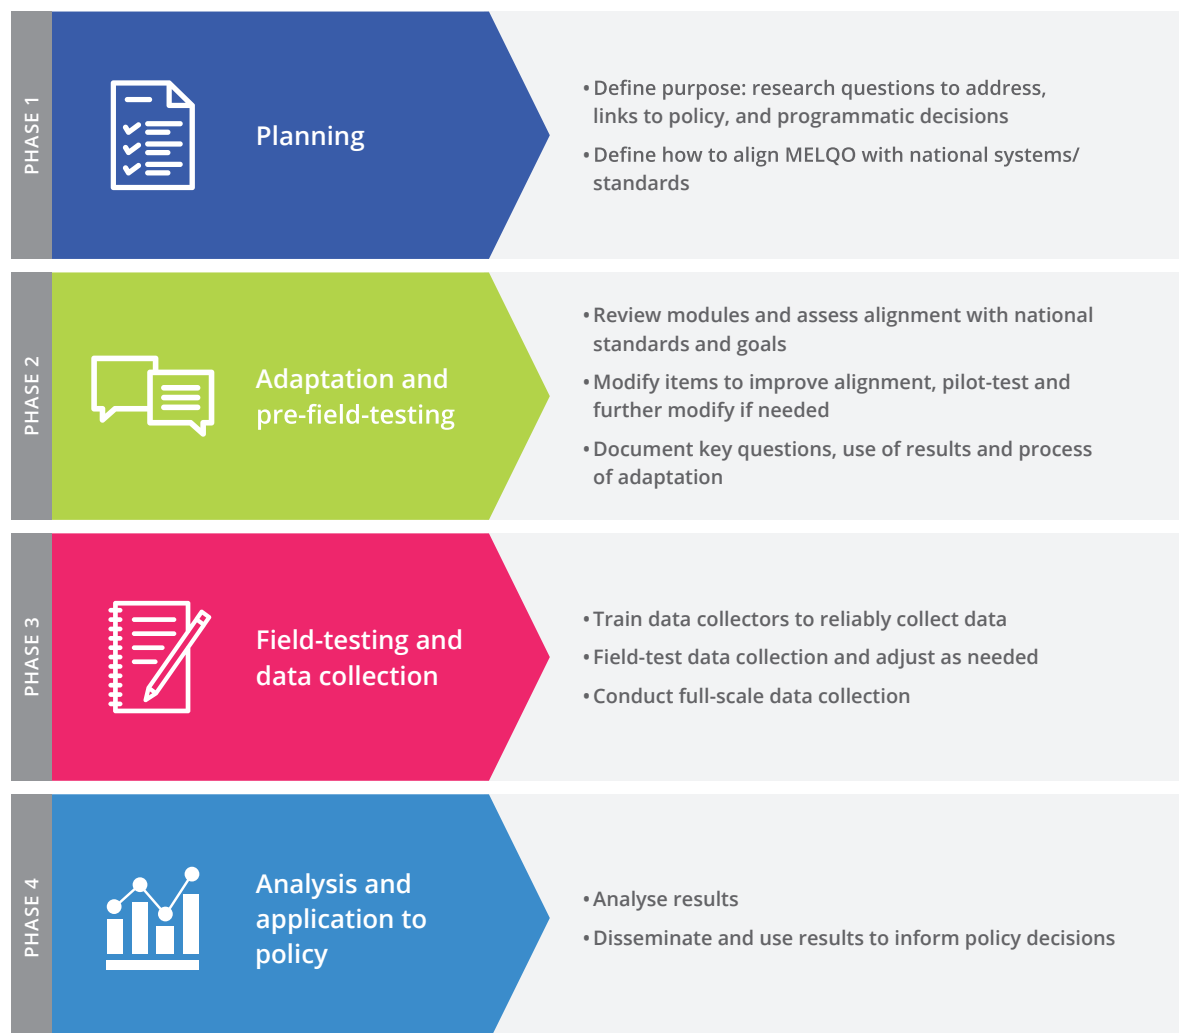 PHASE 1
Planning
• Define purpose: research questions to address,
links to policy, and programmatic decisions
• Define how to align MELQO with national systems/
standards
PHASE 2
Adaptation and
pre-field-testing
• Review modules and assess alignment with national
standards and goals
• Modify items to improve alignment, pilot-test and
further modify if needed
• Document key questions, use of results and process
of adaptation
PHASE 3
Field-testing and
data collection
• Train data collectors to reliably collect data
• Field-test data collection and adjust as needed
• Conduct full-scale data collection
PHASE 4
Analysis and
application to
policy
• Analyse results
• Disseminate and use results to inform policy decisions